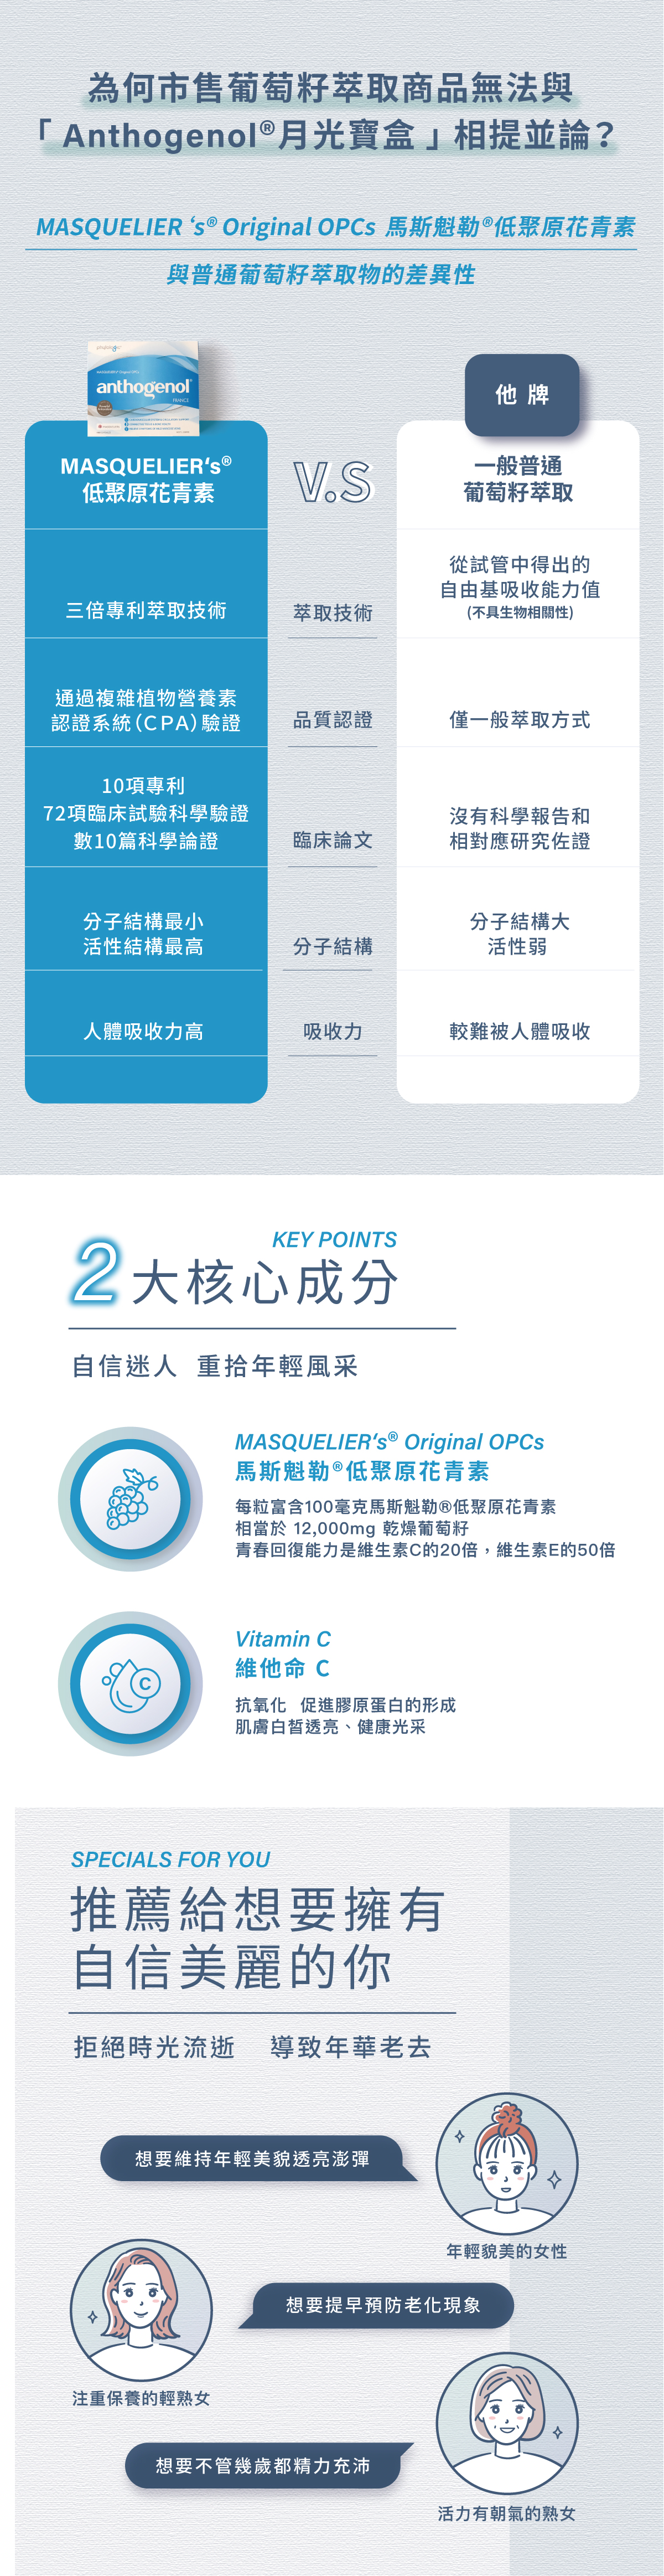 為何市售葡萄籽萃取商品無法與
「Anthogenol®月光寶盒」相提並論？
MASQUELIER ‘s® Original OPCs 馬斯魁勒®低聚原花青素
與普通葡萄籽萃取物的差異性
anthogenol
FRANCE
他牌
MASQUELIER‘s®
低聚原花青素
V.S
一般普通
葡萄籽萃取
三倍專利萃取技術
萃取技術
從試管中得出的
自由基吸收能力值
(不具生物相關性)
通過複雜植物營養素
認證系統（CPA）驗證
品質認證
僅一般萃取方式
10項專利
72項臨床試驗科學驗證
數10篇科學論證
臨床論文
沒有科學報告和
相對應研究佐證
分子結構最小
活性結構最高
分子結構
分子結構大
活性弱
人體吸收力高
吸收力
較難被人體吸收
KEY POINTS
2大核心成分
自信迷人 重拾年輕風采
MASQUELIER‘s® Original OPCs
馬斯魁勒®低聚原花青素
每粒富含100毫克馬斯魁勒®低聚原花青素
相當於 12,000mg 乾燥葡萄籽
青春回復能力是維生素C的20倍，維生素E的50倍
C
Vitamin C
維他命 C
抗氧化 促進膠原蛋白的形成
肌膚白皙透亮、健康光采
SPECIALS FOR YOU
推薦給想要擁有
自信美麗的你
拒絕時光流逝 導致年華老去
想要維持年輕美貌透亮澎彈
年輕貌美的女性
想要提早預防老化現象
注重保養的輕熟女
想要不管幾歲都精力充沛
活力有朝氣的熟女